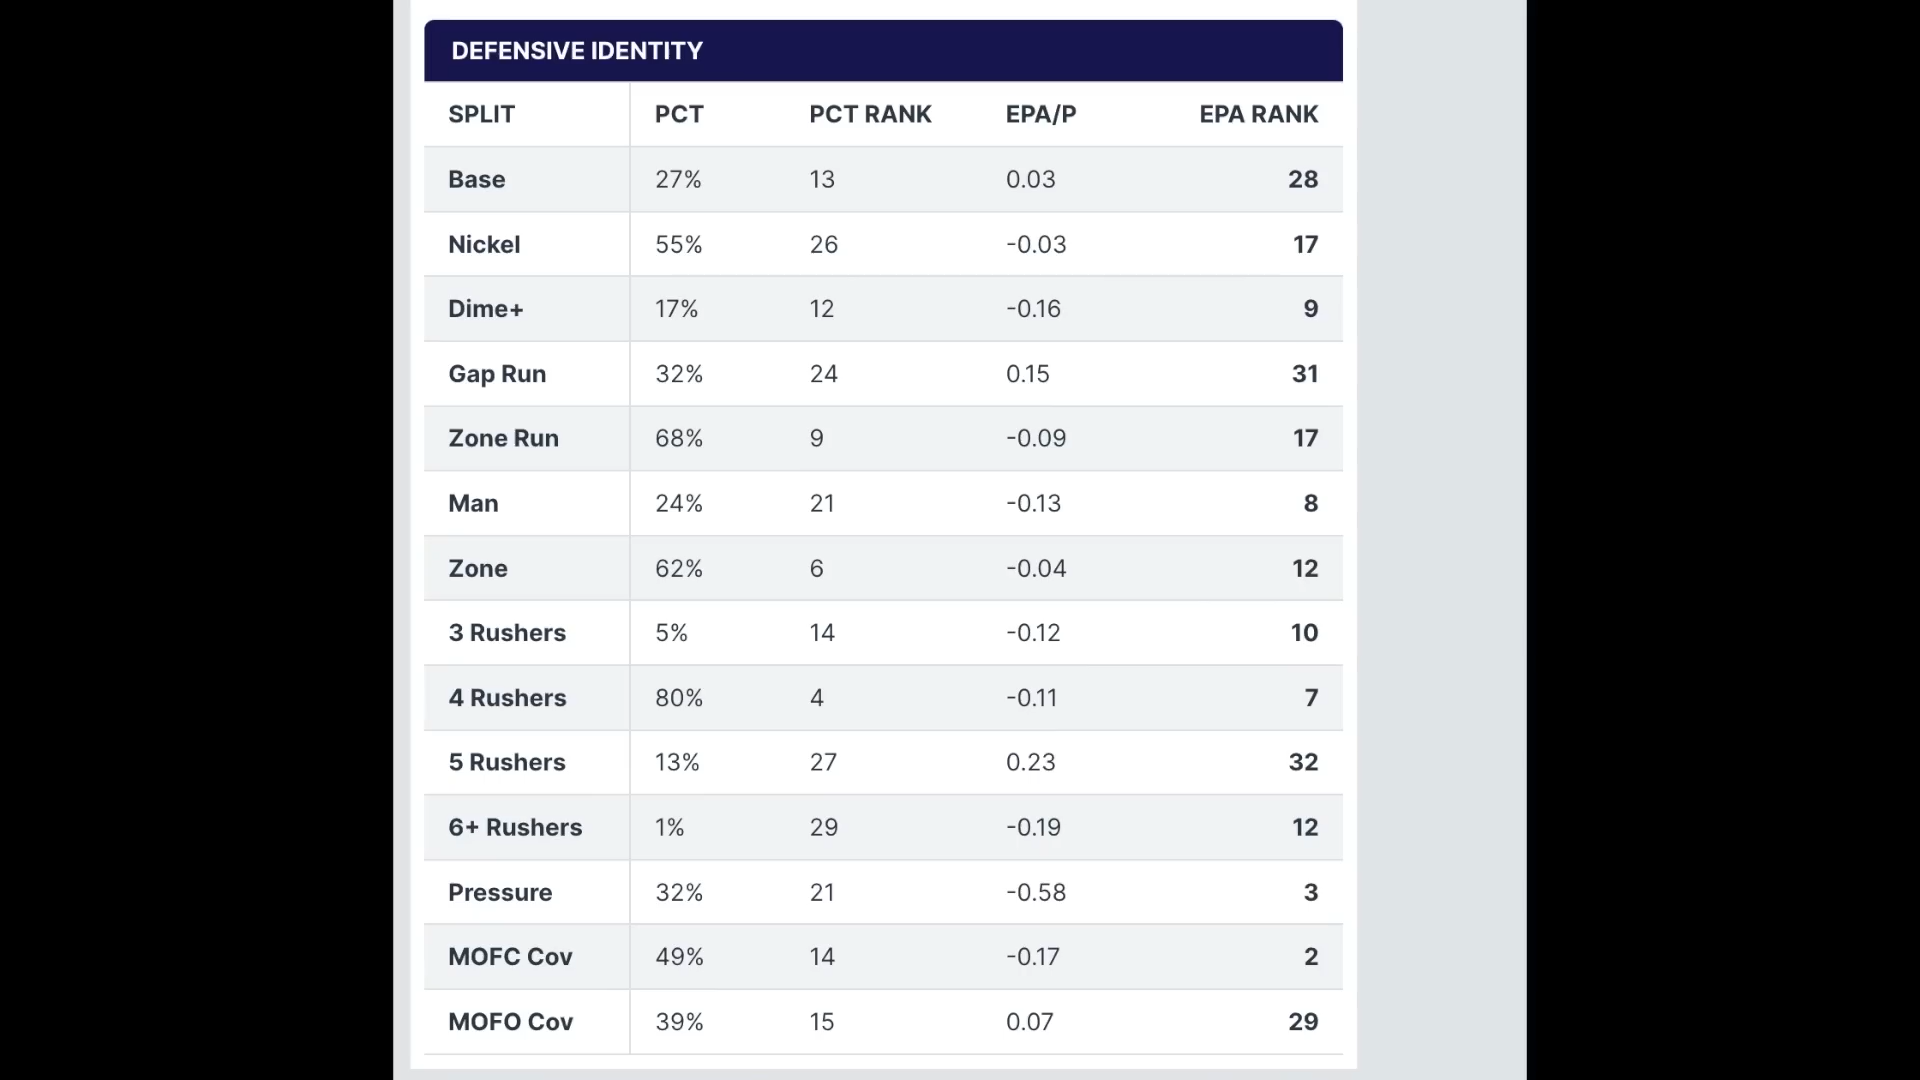 DEFENSIVE IDENTITY
SPLIT PCT PCT RANK EPA/P EPA RANK
Base 27% 13 0.03 28
Nickel 55% 26 -0.03 17
Dime+ 17% 12 -0.16 9
Gap Run 32% 24 0.15 31
Zone Run 68% 9 -0.09 17
Man 24% 21 -0.13 8
Zone 62% 6 -0.04 12
3 Rushers 5% 14 -0.12 10
4 Rushers 80% 4 -0.11 7
5 Rushers 13% 27 0.23 32
6+ Rushers 1% 29 -0.19 12
Pressure 32% 21 -0.58 3
MOFC Cov 49% 14 -0.17 2
MOFO Cov 39% 15 0.07 29